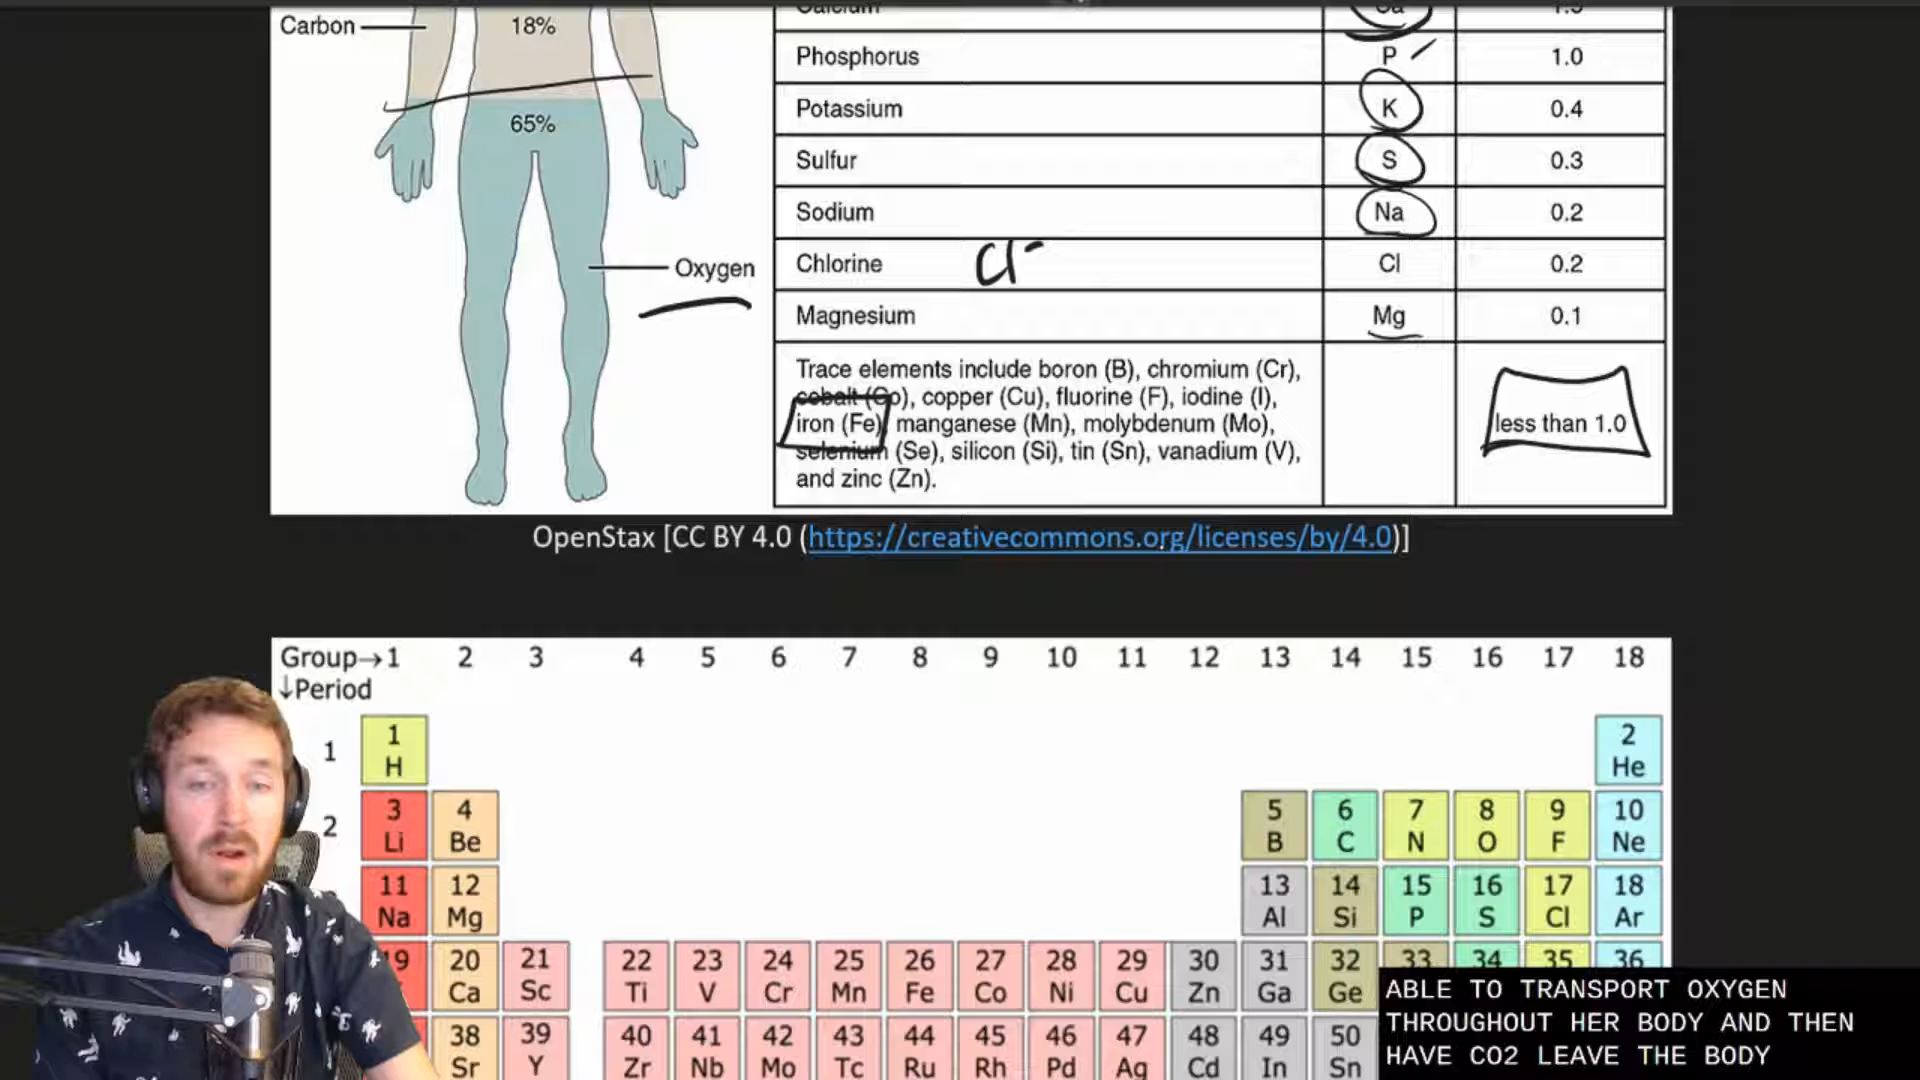 Calcium Ca 1.5
Carbon 18%
Phosphorus P 1.0
Potassium K 0.4
65%
Sulfur S 0.3
Sodium Na 0.2
Oxygen
Chlorine Cl- Cl 0.2
Magnesium Mg 0.1
Trace elements include boron (B), chromium (Cr),
cobalt (Co), copper (Cu), fluorine (F), iodine (I),
iron (Fe), manganese (Mn), molybdenum (Mo),
selenium (Se), silicon (Si), tin (Sn), vanadium (V),
and zinc (Zn).
less than 1.0
OpenStax [CC BY 4.0 (https://creativecommons.org/licenses/by/4.0)]
Group→1 2 3 4 5 6 7 8 9 10 11 12 13 14 15 16 17 18
↓Period
1 1 2
H He
2 3 4 5 6 7 8 9 10
Li Be B C N O F Ne
11 12 13 14 15 16 17 18
Na Mg Al Si P S Cl Ar
19 20 21 22 23 24 25 26 27 28 29 30 31 32 33 34 35 36
Ca Sc Ti V Cr Mn Fe Co Ni Cu Zn Ga Ge
38 39 40 41 42 43 44 45 46 47 48 49 50
Sr Y Zr Nb Mo Tc Ru Rh Pd Ag Cd In Sn
ABLE TO TRANSPORT OXYGEN
THROUGHOUT HER BODY AND THEN
HAVE CO2 LEAVE THE BODY